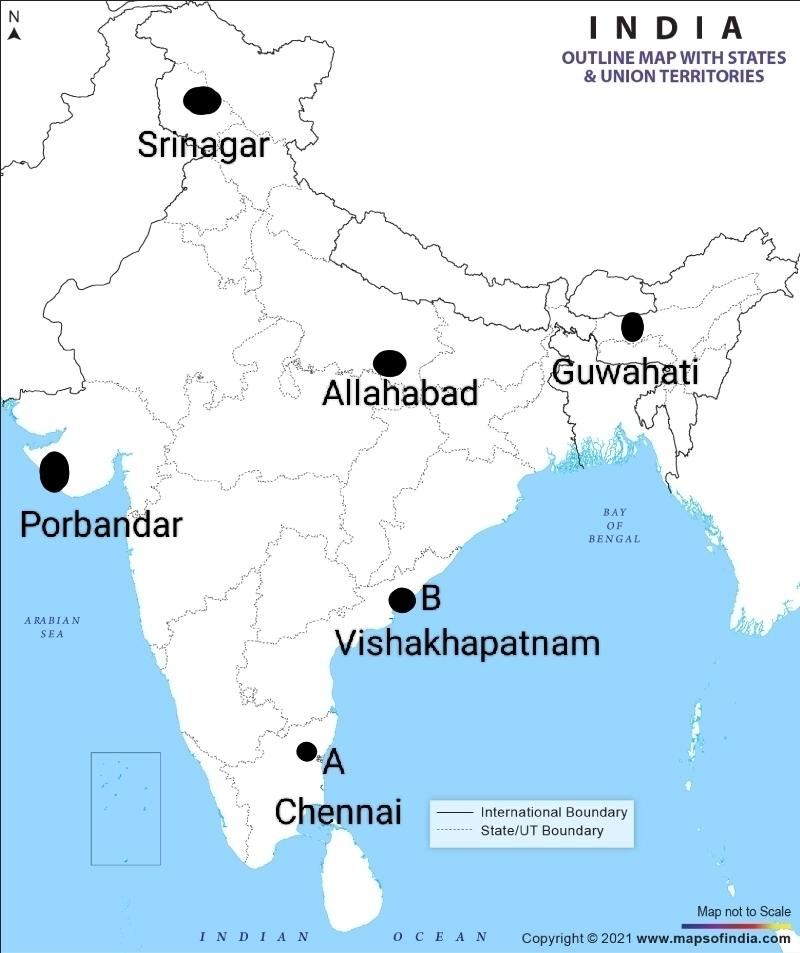 N
INDIA
OUTLINE MAP WITH STATES
& UNION TERRITORIES
Srinagar
Allahabad
Guwahati
Porbandar
BAY
OF
BENGAL
ARABIAN
SEA
B
Vishakhapatnam
A
Chennai
International Boundary
State/UT Boundary
Map not to Scale
INDIAN OCEAN
Copyright © 2021 www.mapsofindia.com